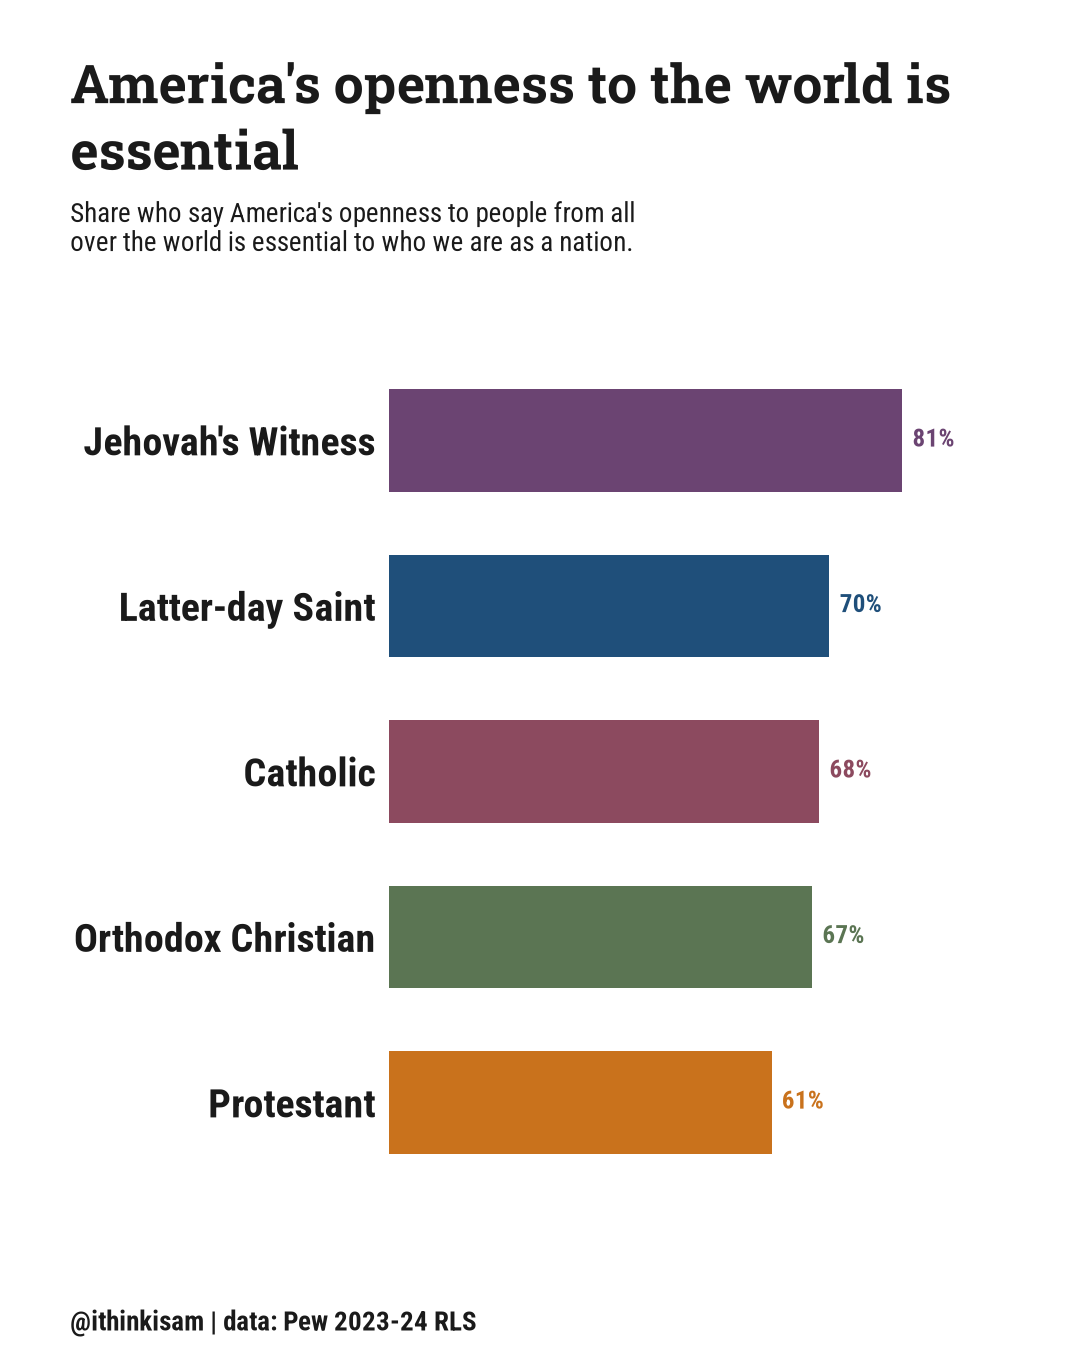 America's openness to the world is
essential
Share who say America's openness to people from all
over the world is essential to who we are as a nation.
Jehovah's Witness
81%
Latter-day Saint
70%
Catholic
68%
Orthodox Christian
67%
Protestant
61%
@ithinkisam | data: Pew 2023-24 RLS